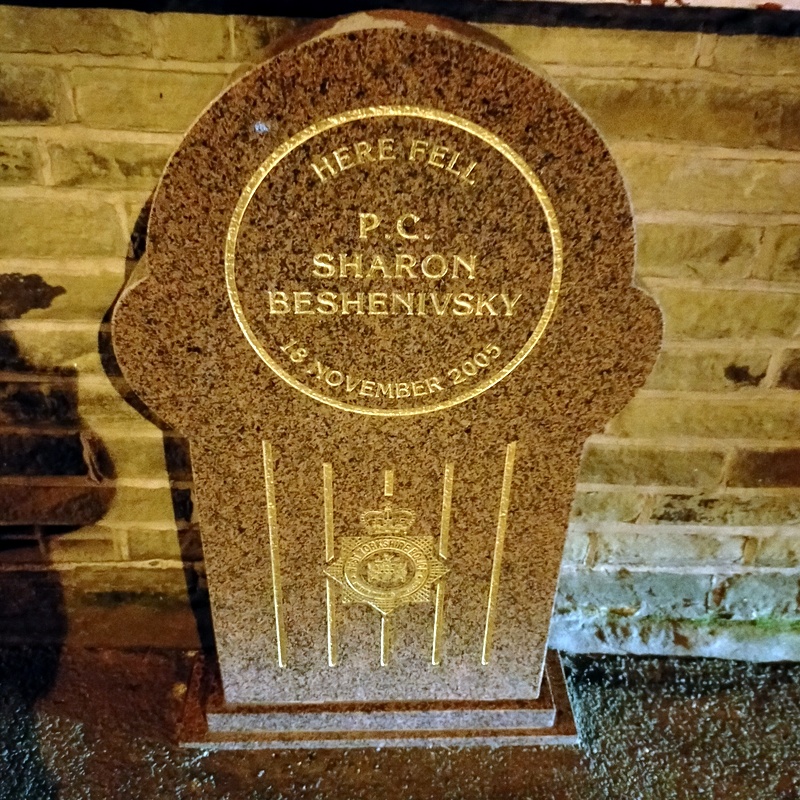 HERE FELL
P.C.
SHARON
BESHENIVSKY
18 NOVEMBER 2005